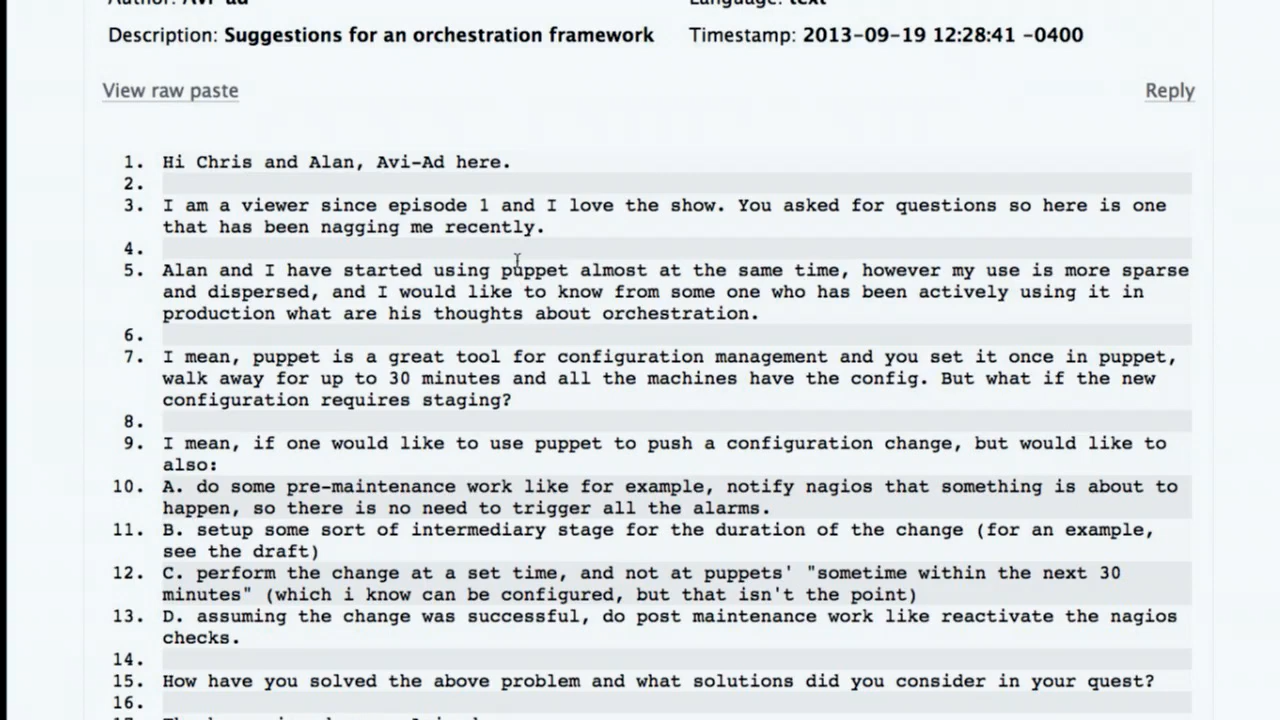 Author: Avi-ad
Language: text
Description: Suggestions for an orchestration framework
Timestamp: 2013-09-19 12:28:41 -0400
View raw paste
Reply
1. Hi Chris and Alan, Avi-Ad here.
2.
3. I am a viewer since episode 1 and I love the show. You asked for questions so here is one
that has been nagging me recently.
4.
5. Alan and I have started using puppet almost at the same time, however my use is more sparse
and dispersed, and I would like to know from some one who has been actively using it in
production what are his thoughts about orchestration.
6.
7. I mean, puppet is a great tool for configuration management and you set it once in puppet,
walk away for up to 30 minutes and all the machines have the config. But what if the new
configuration requires staging?
8.
9. I mean, if one would like to use puppet to push a configuration change, but would like to
also:
10. A. do some pre-maintenance work like for example, notify nagios that something is about to
happen, so there is no need to trigger all the alarms.
11. B. setup some sort of intermediary stage for the duration of the change (for an example,
see the draft)
12. C. perform the change at a set time, and not at puppets' "sometime within the next 30
minutes" (which i know can be configured, but that isn't the point)
13. D. assuming the change was successful, do post maintenance work like reactivate the nagios
checks.
14.
15. How have you solved the above problem and what solutions did you consider in your quest?
16.